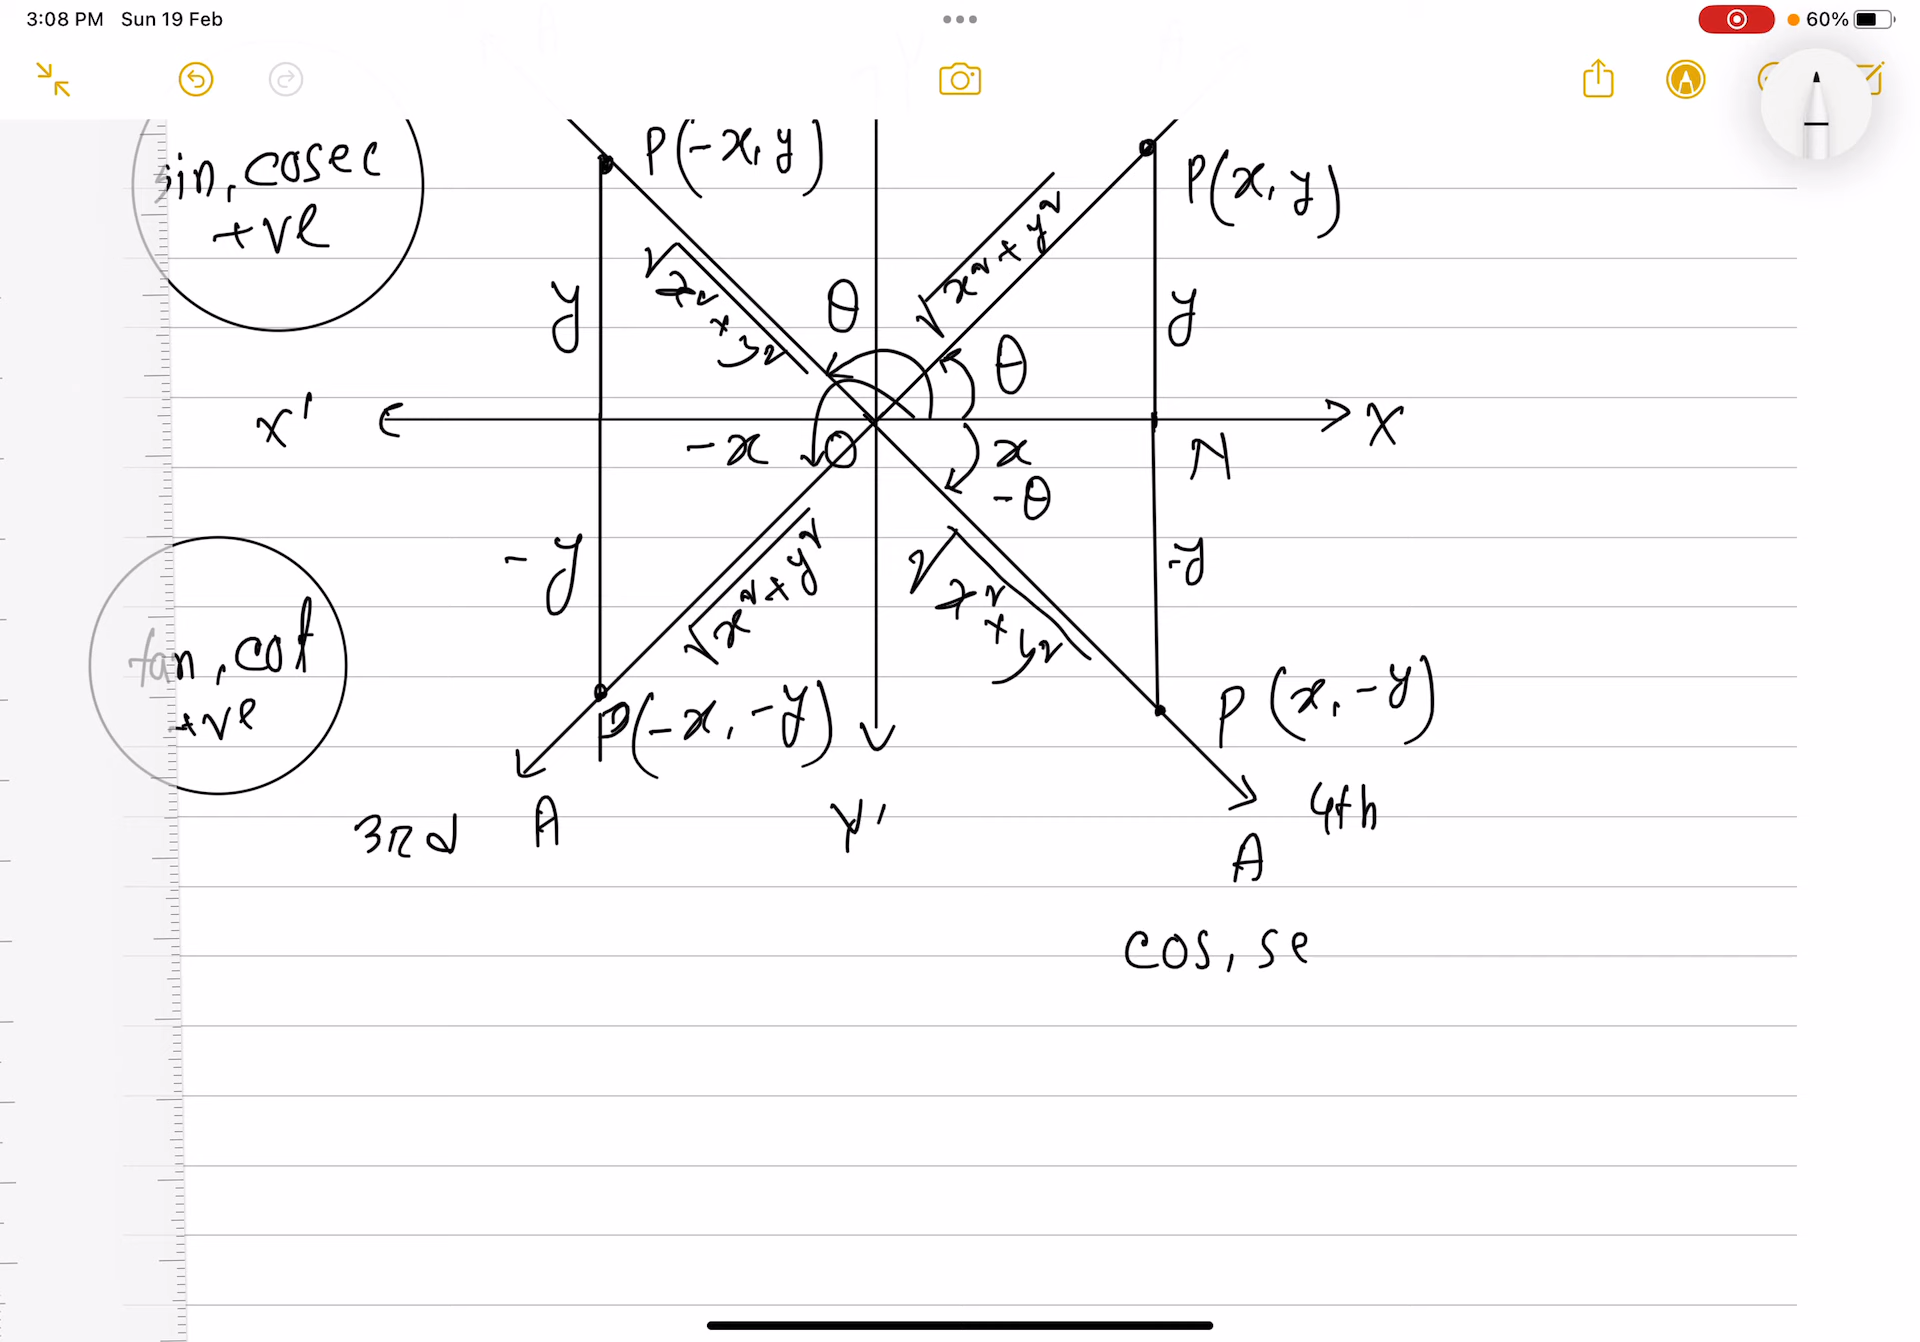 3:08 PM Sun 19 Feb
60%
sin, cosec
+ve
P(-x, y)
P(x, y)
√x²+y²
√x²+y²
y
θ
θ
y
x'
-x
O
x
N
X
-θ
-y
√x²+y²
√x²+y²
-y
tan, cot
+ve
P(-x, -y)
P(x, -y)
3rd
A
Y'
4th
A
cos, se